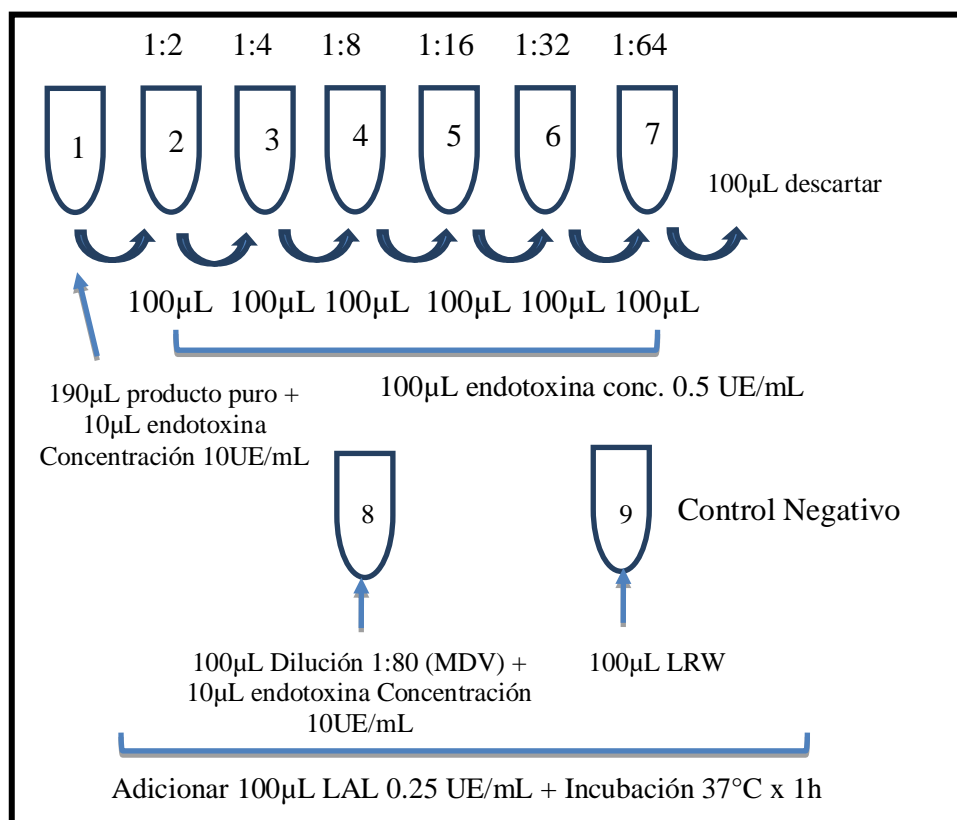 1:2 1:4 1:8 1:16 1:32 1:64
1 2 3 4 5 6 7
100µL descartar
100µL 100µL 100µL 100µL 100µL 100µL
100µL endotoxina conc. 0.5 UE/mL
190µL producto puro +
10µL endotoxina
Concentración 10UE/mL
8 9
Control Negativo
100µL Dilución 1:80 (MDV) +
10µL endotoxina Concentración
10UE/mL
100µL LRW
Adicionar 100µL LAL 0.25 UE/mL + Incubación 37°C x 1h